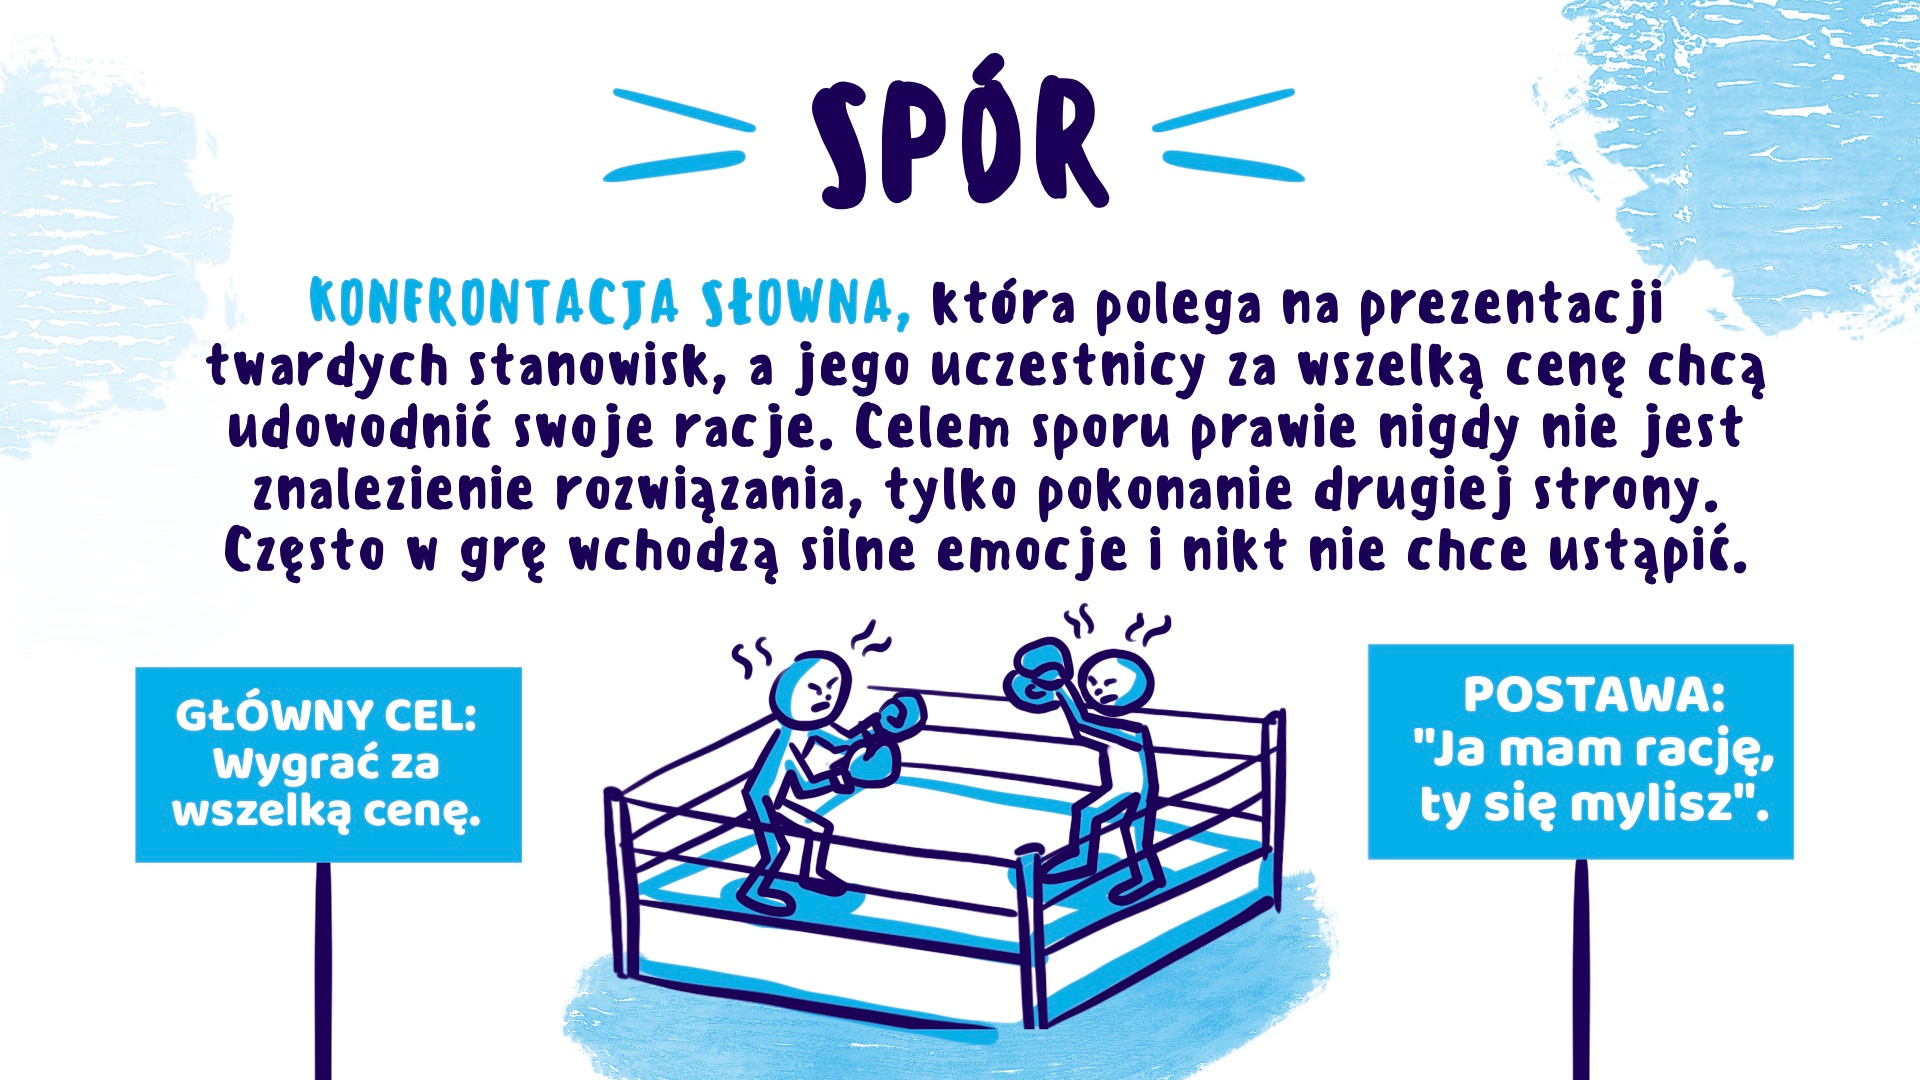 SPÓR
KONFRONTACJA SŁOWNA, która polega na prezentacji
twardych stanowisk, a jego uczestnicy za wszelką cenę chcą
udowodnić swoje racje. Celem sporu prawie nigdy nie jest
znalezienie rozwiązania, tylko pokonanie drugiej strony.
Często w grę wchodzą silne emocje i nikt nie chce ustąpić.
GŁÓWNY CEL:
Wygrać za
wszelką cenę.
POSTAWA:
"Ja mam rację,
ty się mylisz".